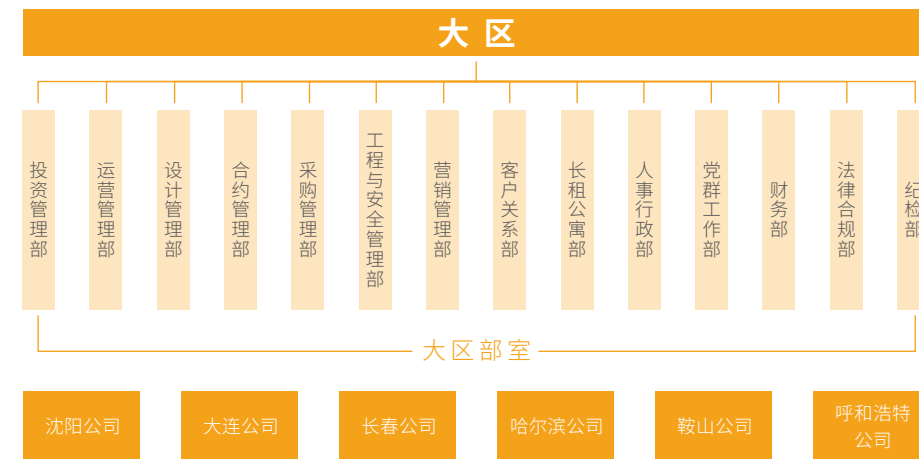 大区
投资管理部
运营管理部
设计管理部
合约管理部
采购管理部
工程与安全管理部
营销管理部
客户关系部
长租公寓部
人事行政部
党群工作部
财务部
法律合规部
纪检部
大区部室
沈阳公司
大连公司
长春公司
哈尔滨公司
鞍山公司
呼和浩特
公司